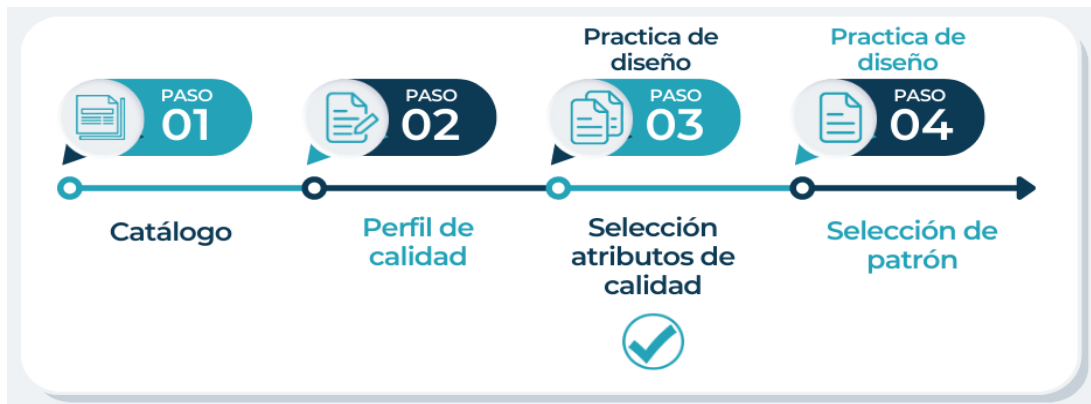 Practica de
diseño
Practica de
diseño
PASO
01
PASO
02
PASO
03
PASO
04
Catálogo
Perfil de
calidad
Selección
atributos de
calidad
Selección de
patrón